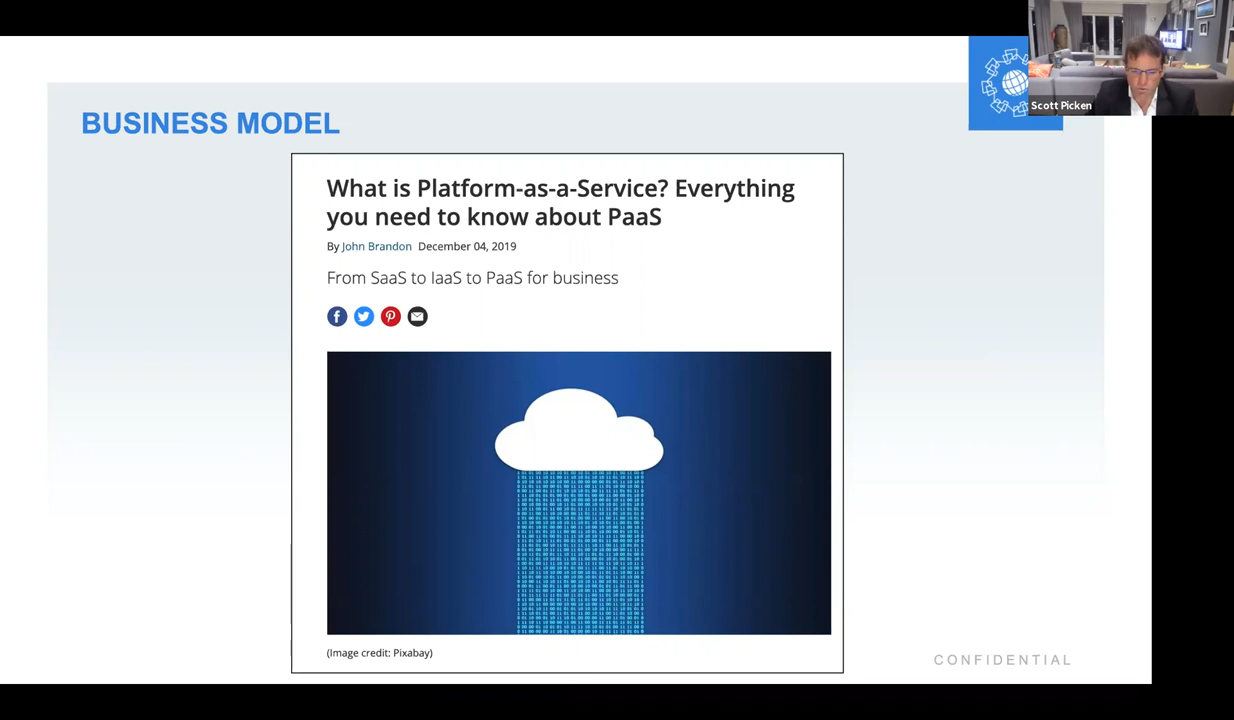 Scott Picken
BUSINESS MODEL
What is Platform-as-a-Service? Everything
you need to know about PaaS
By John Brandon December 04, 2019
From SaaS to IaaS to PaaS for business
(Image credit: Pixabay)
CONFIDENTIAL